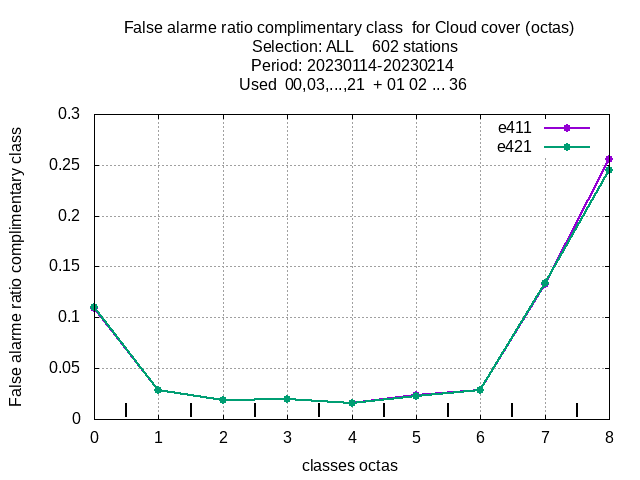 False alarme ratio complimentary class  for Cloud cover (octas)
Selection: ALL    602 stations
Period: 20230114-20230214
Used  00,03,...,21  + 01 02 ... 36
False alarme ratio complimentary class
0.3
0.25
0.2
0.15
0.1
0.05
0
e411
e421
0 1 2 3 4 5 6 7 8
classes octas